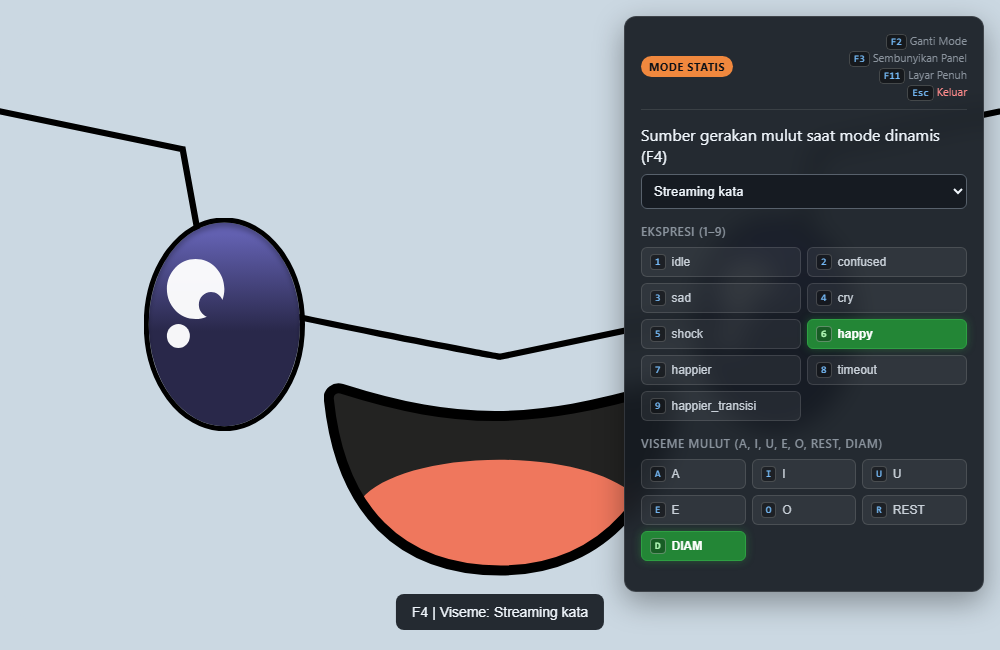 MODE STATIS
F2 Ganti Mode
F3 Sembunyikan Panel
F11 Layar Penuh
Esc Keluar
Sumber gerakan mulut saat mode dinamis
(F4)
Streaming kata
EKSPRESI (1–9)
1 idle
2 confused
3 sad
4 cry
5 shock
6 happy
7 happier
8 timeout
9 happier_transisi
VISEME MULUT (A, I, U, E, O, REST, DIAM)
A A
I I
U U
E E
O O
R REST
D DIAM
F4 | Viseme: Streaming kata